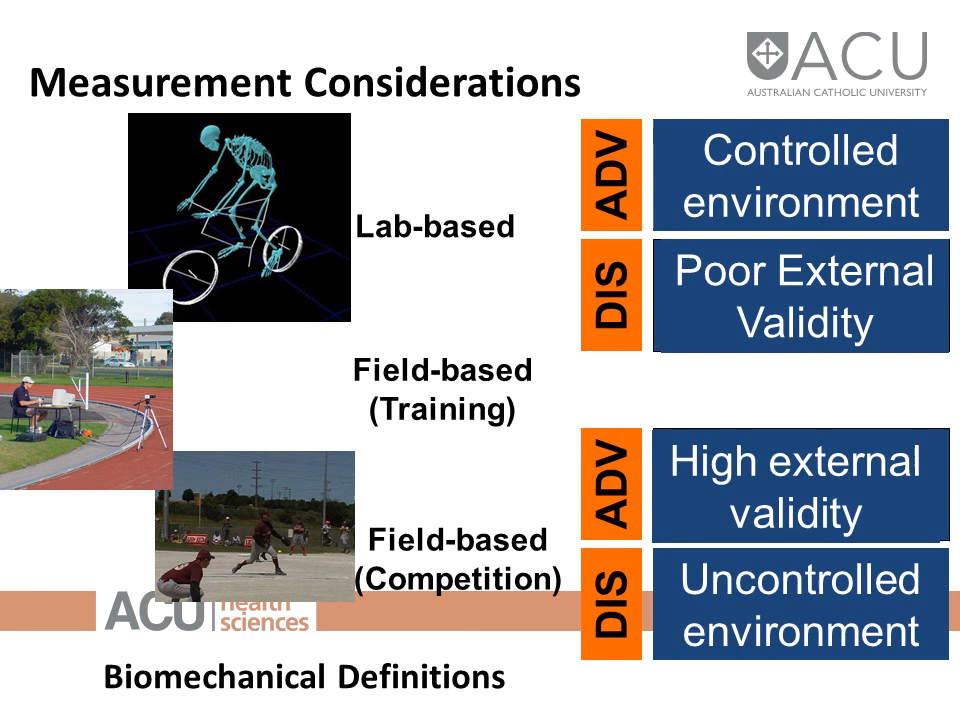 Measurement Considerations
ACU
AUSTRALIAN CATHOLIC UNIVERSITY
Lab-based
ADV
Controlled
environment
DIS
Poor External
Validity
Field-based
(Training)
ADV
High external
validity
Field-based
(Competition)
DIS
Uncontrolled
environment
ACU
health
sciences
Biomechanical Definitions